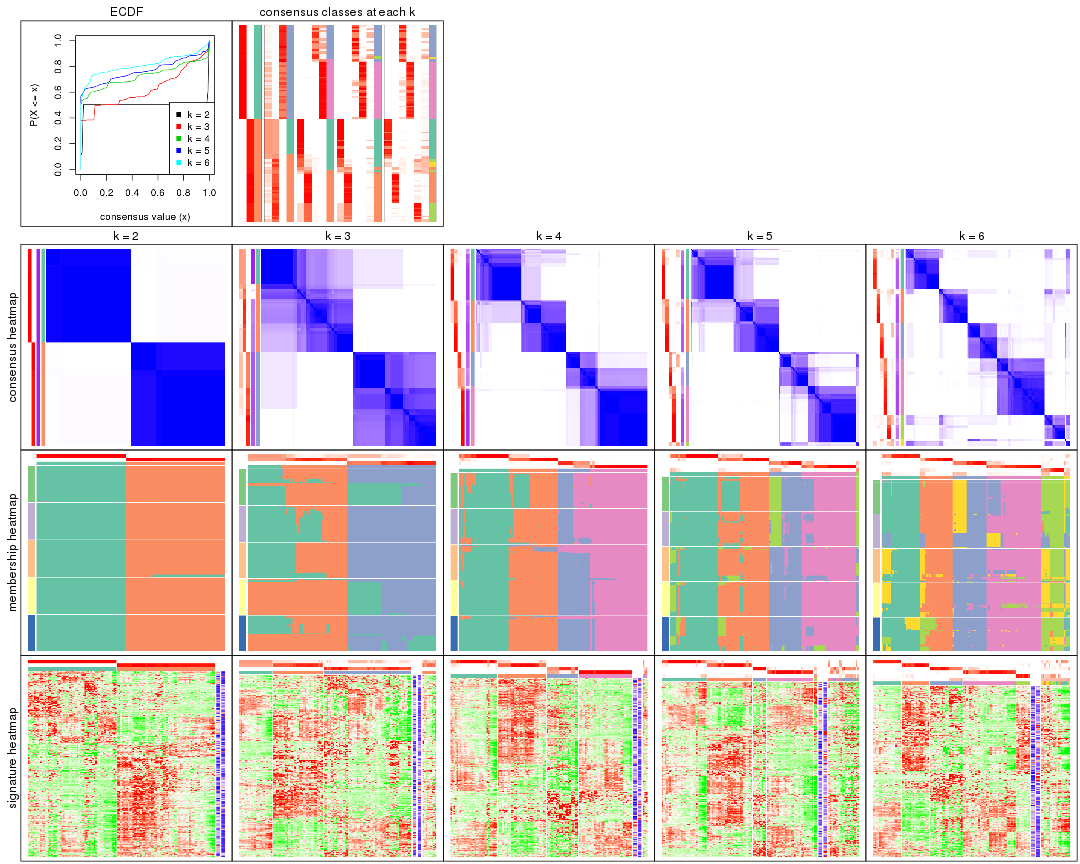 ECDF
consensus classes at each k
P(X <= x)
1.0
0.8
0.6
0.4
0.2
0.0
k = 2
k = 3
k = 4
k = 5
k = 6
0.0 0.2 0.4 0.6 0.8 1.0
consensus value (x)
k = 2 k = 3 k = 4 k = 5 k = 6
consensus heatmap
membership heatmap
signature heatmap